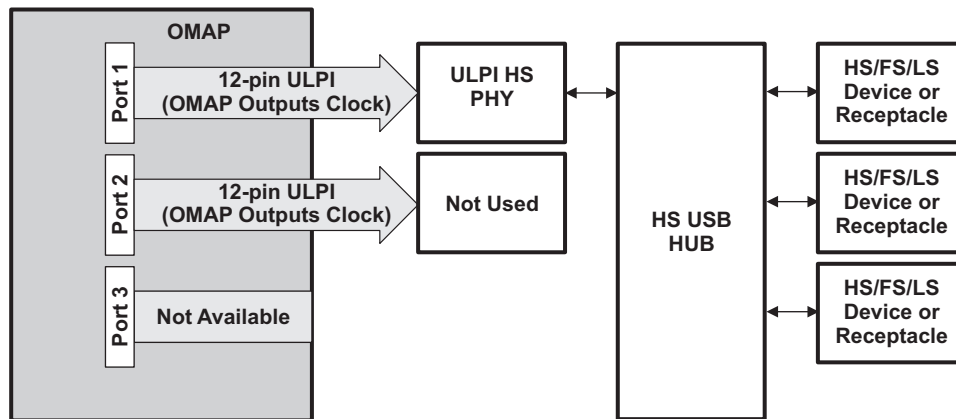 OMAP
Port 1
12-pin ULPI
(OMAP Outputs Clock)
ULPI HS
PHY
HS/FS/LS
Device or
Receptacle
Port 2
12-pin ULPI
(OMAP Outputs Clock)
Not Used
HS USB
HUB
HS/FS/LS
Device or
Receptacle
Port 3
Not Available
HS/FS/LS
Device or
Receptacle